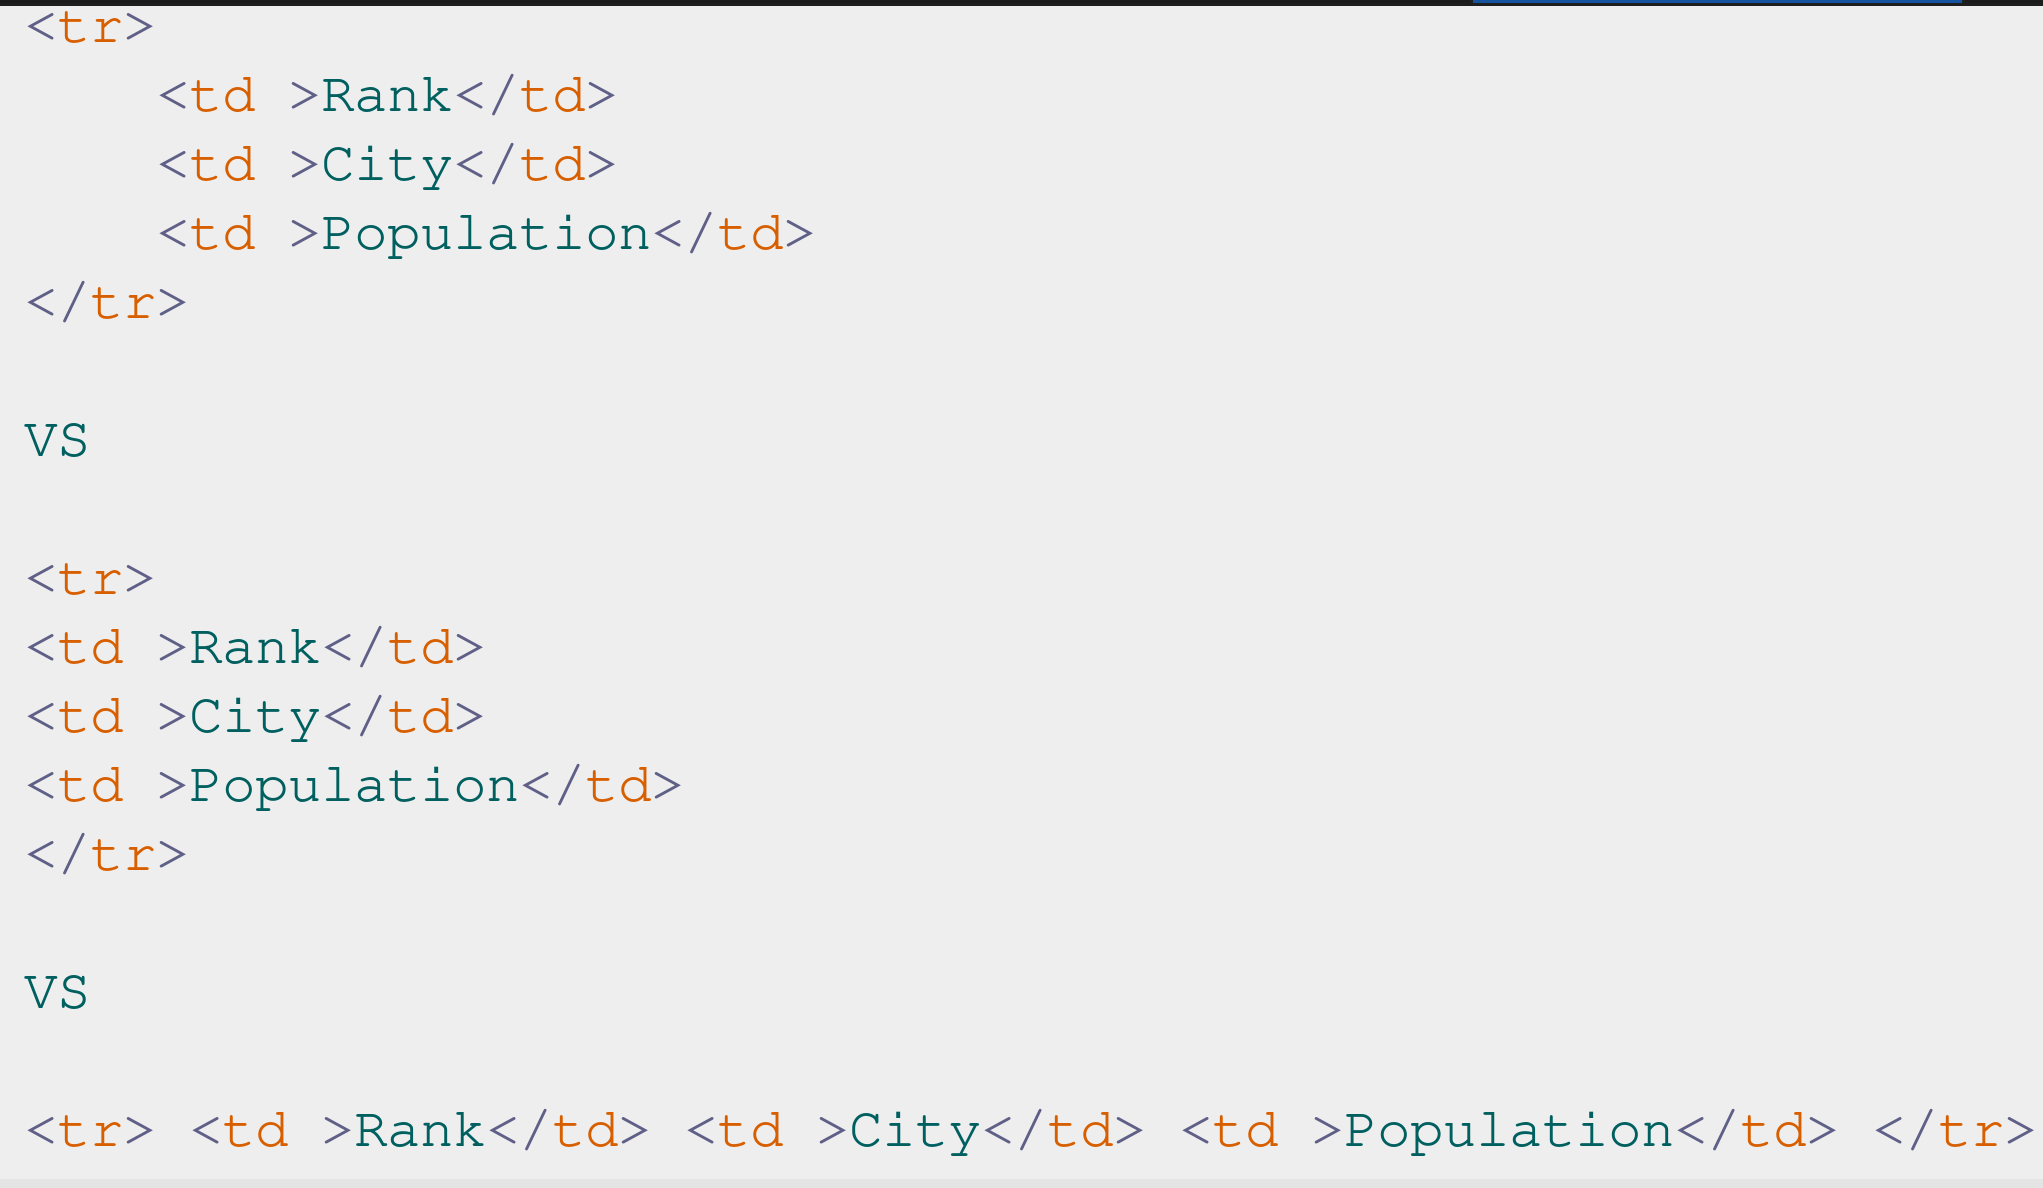 <tr>
    <td >Rank</td>
    <td >City</td>
    <td >Population</td>
</tr>
VS
<tr>
<td >Rank</td>
<td >City</td>
<td >Population</td>
</tr>
VS
<tr> <td >Rank</td> <td >City</td> <td >Population</td> </tr>